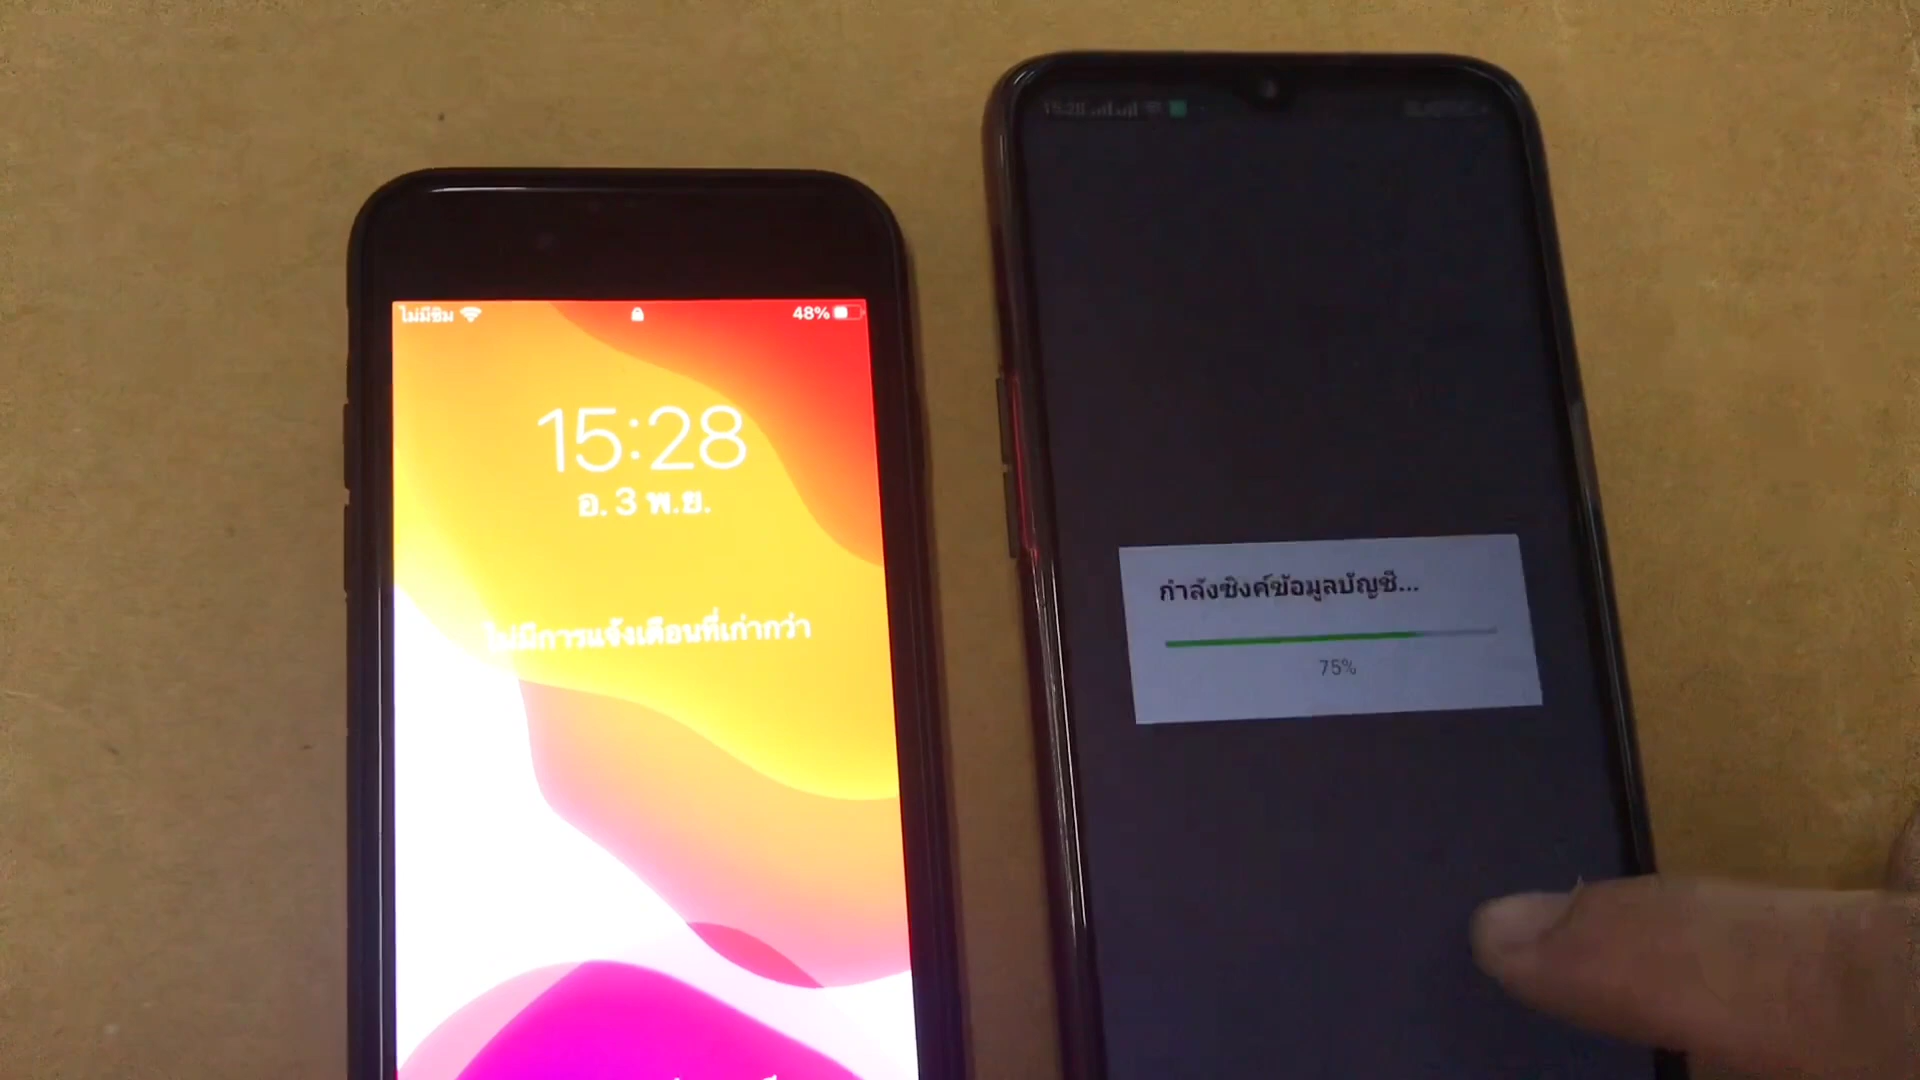 ไม่มีซิม
48%
15:28
อ. 3 พ.ย.
ไม่มีการแจ้งเตือนที่เก่ากว่า
15:28
กำลังซิงค์ข้อมูลบัญชี...
75%